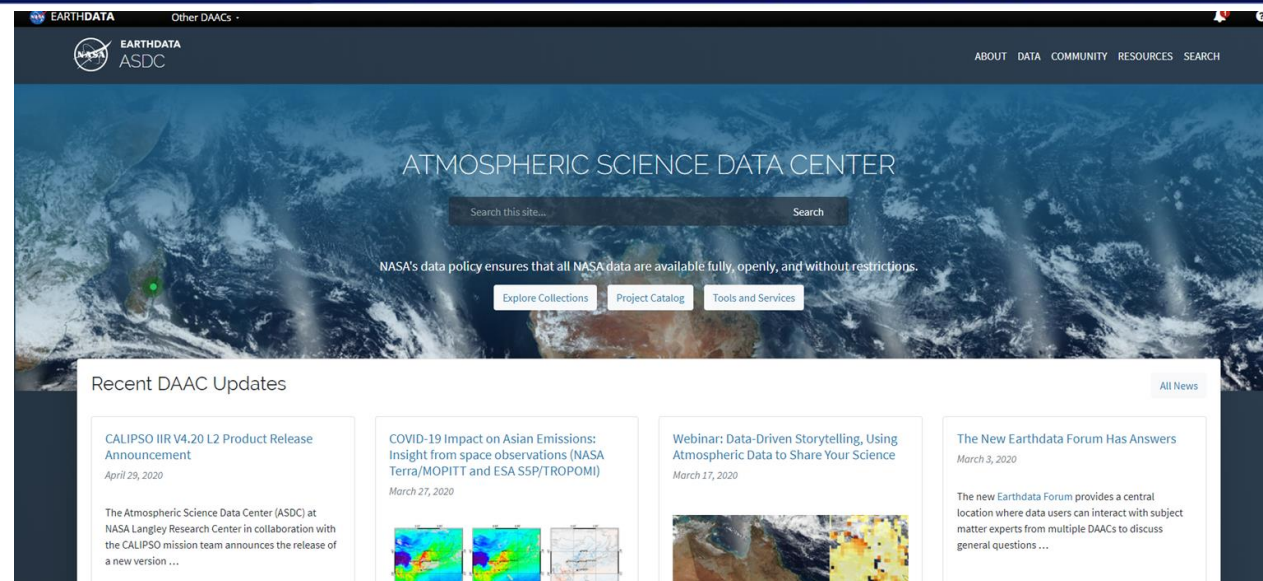 EARTHDATA Other DAACs
NASA
EARTHDATA
ASDC
ABOUT DATA COMMUNITY RESOURCES SEARCH
ATMOSPHERIC SCIENCE DATA CENTER
Search this site... Search
NASA's data policy ensures that all NASA data are available fully, openly, and without restrictions.
Explore Collections Project Catalog Tools and Services
Recent DAAC Updates
All News
CALIPSO IIR V4.20 L2 Product Release
Announcement
April 29, 2020
The Atmospheric Science Data Center (ASDC) at
NASA Langley Research Center in collaboration with
the CALIPSO mission team announces the release of
a new version …
COVID-19 Impact on Asian Emissions:
Insight from space observations (NASA
Terra/MOPITT and ESA S5P/TROPOMI)
March 27, 2020
Webinar: Data-Driven Storytelling, Using
Atmospheric Data to Share Your Science
March 17, 2020
The New Earthdata Forum Has Answers
March 3, 2020
The new Earthdata Forum provides a central
location where data users can interact with subject
matter experts from multiple DAACs to discuss
general questions …